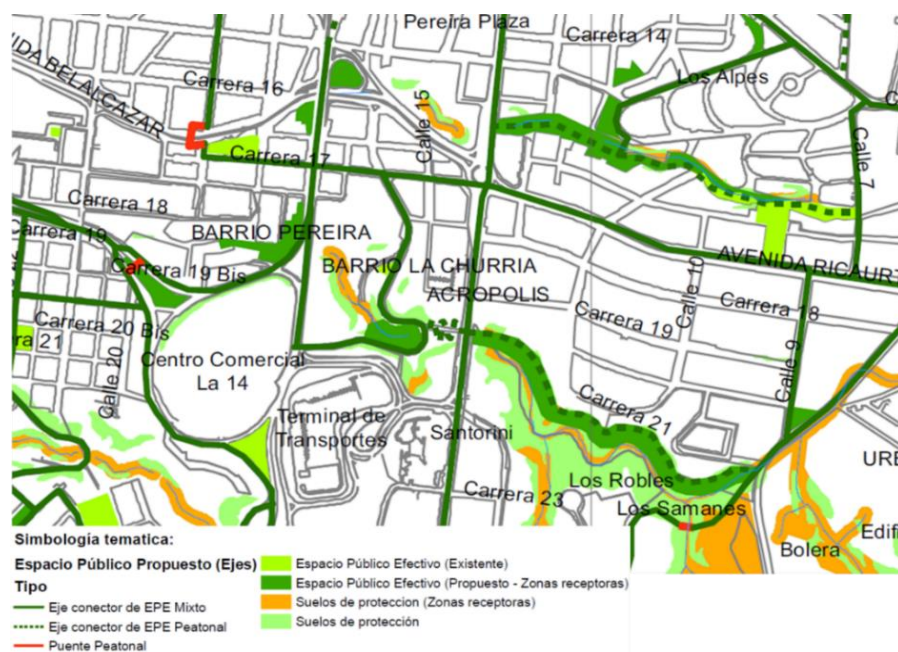 Pereira Plaza
Carrera 14
Los Alpes
AVENIDA BELALCAZAR
Carrera 16
Calle 15
Carrera 17
Calle 7
Carrera 18
Carrera 19
BARRIO PEREIRA
Carrera 19 Bis
BARRIO LA CHURRIA
AVENIDA RICAURT
ACROPOLIS
Calle 10
Carrera 18
Carrera 19
Carrera 20 Bis
ra 21
Calle 20
Centro Comercial
La 14
Calle 9
Carrera 21
Terminal de
Transportes
Santorini
URB
Los Robles
Carrera 23
Los Samanes
Edifi
Bolera
Simbología tematica:
Espacio Público Propuesto (Ejes)
Tipo
Eje conector de EPE Mixto
Eje conector de EPE Peatonal
Puente Peatonal
Espacio Público Efectivo (Existente)
Espacio Público Efectivo (Propuesto - Zonas receptoras)
Suelos de proteccion (Zonas receptoras)
Suelos de protección